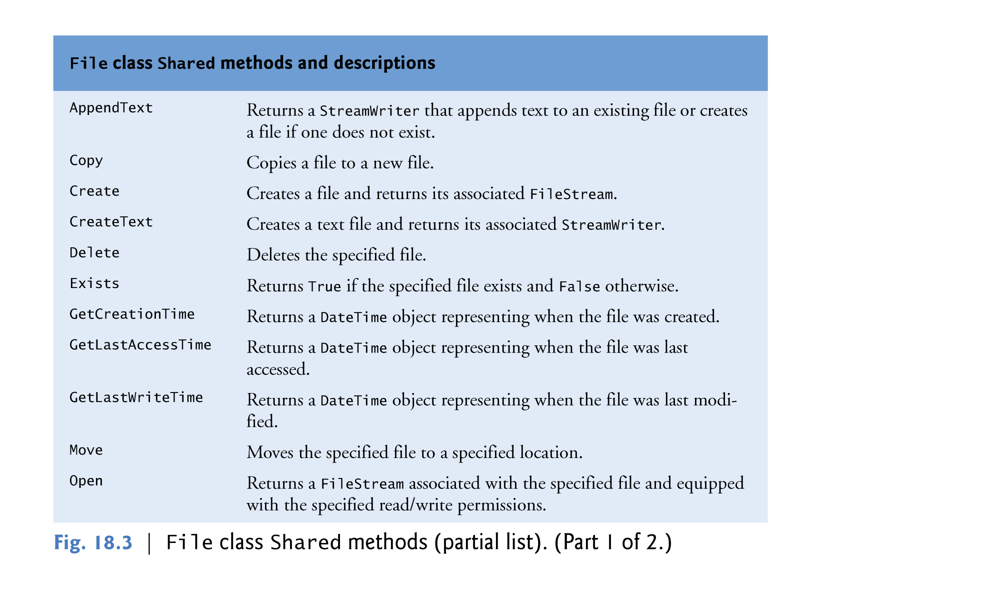 File class Shared methods and descriptions
AppendText Returns a StreamWriter that appends text to an existing file or creates
a file if one does not exist.
Copy Copies a file to a new file.
Create Creates a file and returns its associated FileStream.
CreateText Creates a text file and returns its associated StreamWriter.
Delete Deletes the specified file.
Exists Returns True if the specified file exists and False otherwise.
GetCreationTime Returns a DateTime object representing when the file was created.
GetLastAccessTime Returns a DateTime object representing when the file was last
accessed.
GetLastWriteTime Returns a DateTime object representing when the file was last modi-
fied.
Move Moves the specified file to a specified location.
Open Returns a FileStream associated with the specified file and equipped
with the specified read/write permissions.
Fig. 18.3 | File class Shared methods (partial list). (Part 1 of 2.)